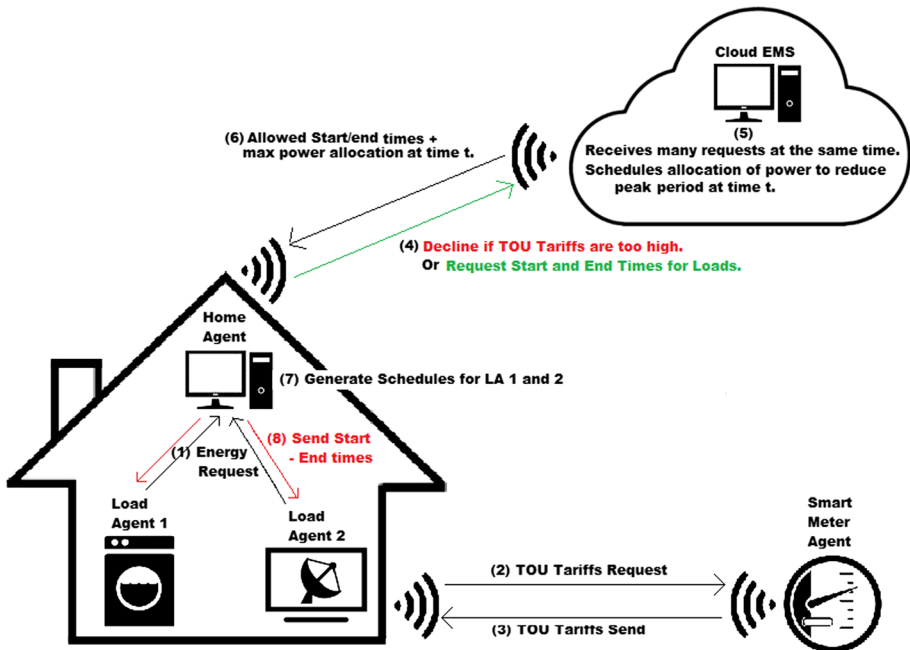 Cloud EMS
(5)
Receives many requests at the same time.
Schedules allocation of power to reduce
peak period at time t.
(6) Allowed Start/end times +
max power allocation at time t.
(4) Decline if TOU Tariffs are too high.
Or Request Start and End Times for Loads.
Home
Agent
(7) Generate Schedules for LA 1 and 2
(1) Energy
Request
(8) Send Start
- End times
Load
Agent 1
Load
Agent 2
Smart
Meter
Agent
(2) TOU Tariffs Request
(3) TOU Tariffs Send